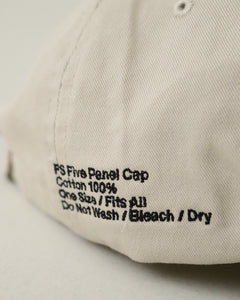 PS Five Panel Cap
Cotton 100%
One Size / Fits All
Do Not Wash / Bleach / Dry